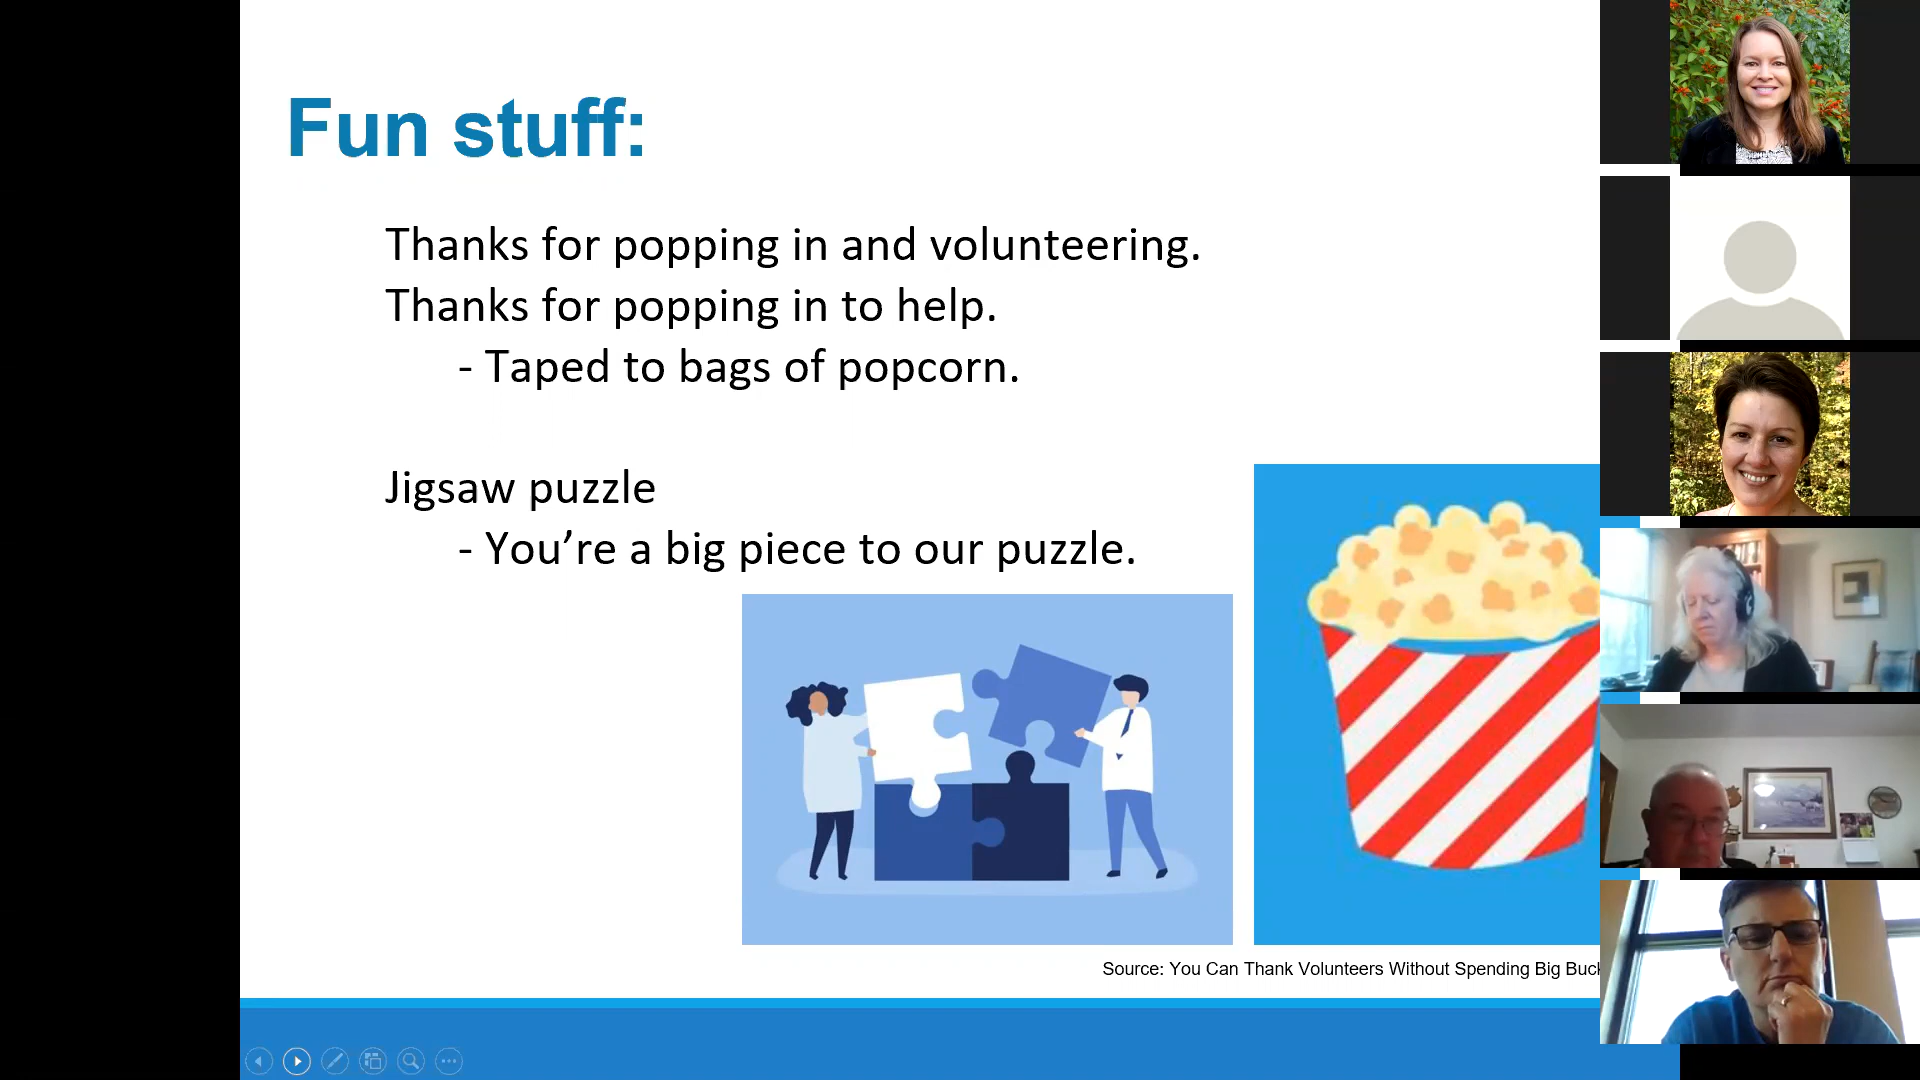 Fun stuff:
Thanks for popping in and volunteering.
Thanks for popping in to help.
- Taped to bags of popcorn.
Jigsaw puzzle
- You’re a big piece to our puzzle.
Source: You Can Thank Volunteers Without Spending Big